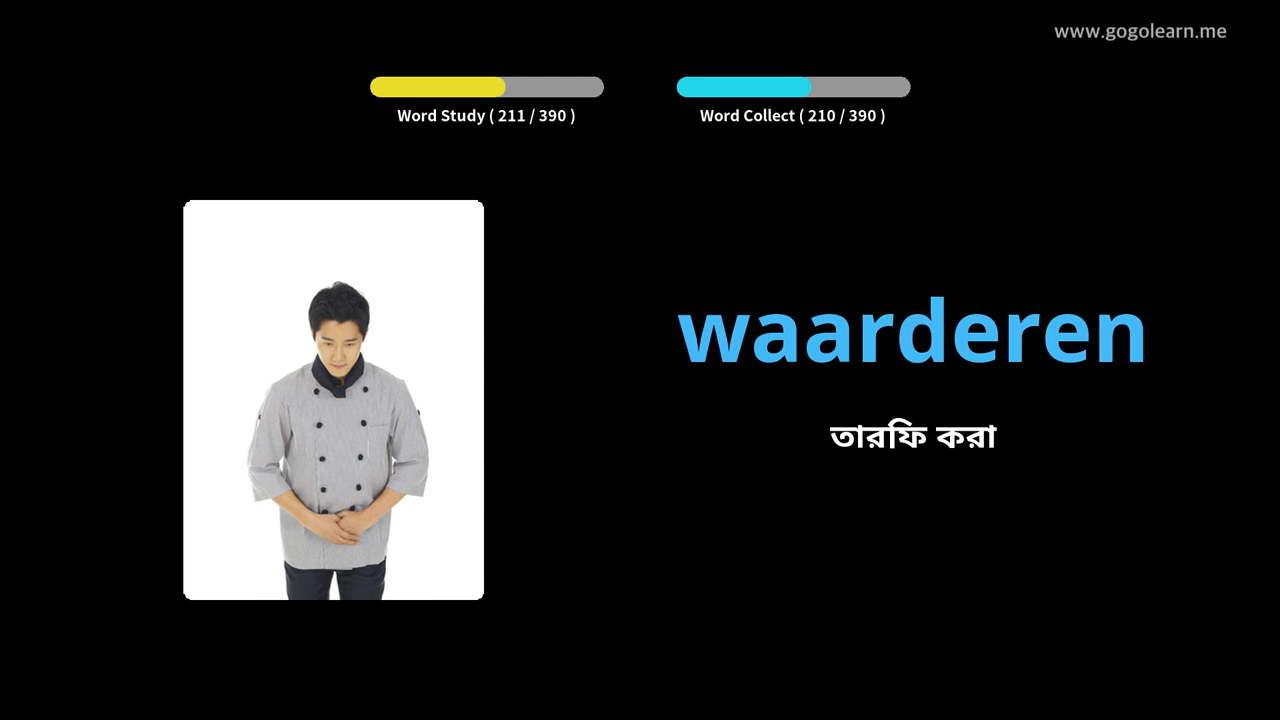 www.gogolearn.me
Word Study ( 211 / 390 )
Word Collect ( 210 / 390 )
waarderen
তারফি করা